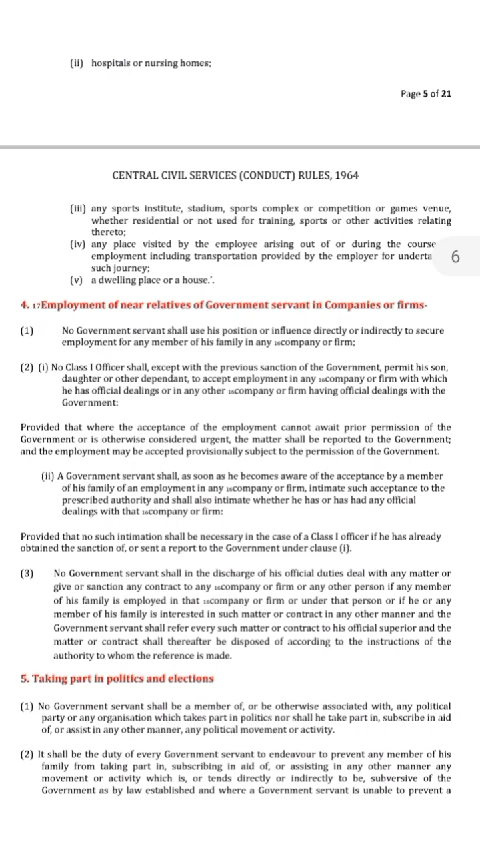 (ii) hospitals or nursing homes;
Page 5 of 21
CENTRAL CIVIL SERVICES (CONDUCT) RULES, 1964
(iii) any sports institute, stadium, sports complex or competition or games venue,
whether residential or not used for training, sports or other activities relating
thereto;
(iv) any place visited by the employee arising out of or during the course
employment including transportation provided by the employer for underta
6
such journey;
(v) a dwelling place or a house.'.
4. 17Employment of near relatives of Government servant in Companies or firms-
(1) No Government servant shall use his position or influence directly or indirectly to secure
employment for any member of his family in any 16company or firm;
(2) (i) No Class I Officer shall, except with the previous sanction of the Government, permit his son,
daughter or other dependant, to accept employment in any 16company or firm with which
he has official dealings or in any other 16company or firm having official dealings with the
Government:
Provided that where the acceptance of the employment cannot await prior permission of the
Government or is otherwise considered urgent, the matter shall be reported to the Government;
and the employment may be accepted provisionally subject to the permission of the Government.
(ii) A Government servant shall, as soon as he becomes aware of the acceptance by a member
of his family of an employment in any 16company or firm, intimate such acceptance to the
prescribed authority and shall also intimate whether he has or has had any official
dealings with that 16company or firm:
Provided that no such intimation shall be necessary in the case of a Class I officer if he has already
obtained the sanction of, or sent a report to the Government under clause (i).
(3) No Government servant shall in the discharge of his official duties deal with any matter or
give or sanction any contract to any 16company or firm or any other person if any member
of his family is employed in that 16company or firm or under that person or if he or any
member of his family is interested in such matter or contract in any other manner and the
Government servant shall refer every such matter or contract to his official superior and the
matter or contract shall thereafter be disposed of according to the instructions of the
authority to whom the reference is made.
5. Taking part in politics and elections
(1) No Government servant shall be a member of, or be otherwise associated with, any political
party or any organisation which takes part in politics nor shall he take part in, subscribe in aid
of, or assist in any other manner, any political movement or activity.
(2) It shall be the duty of every Government servant to endeavour to prevent any member of his
family from taking part in, subscribing in aid of, or assisting in any other manner any
movement or activity which is, or tends directly or indirectly to be, subversive of the
Government as by law established and where a Government servant is unable to prevent a